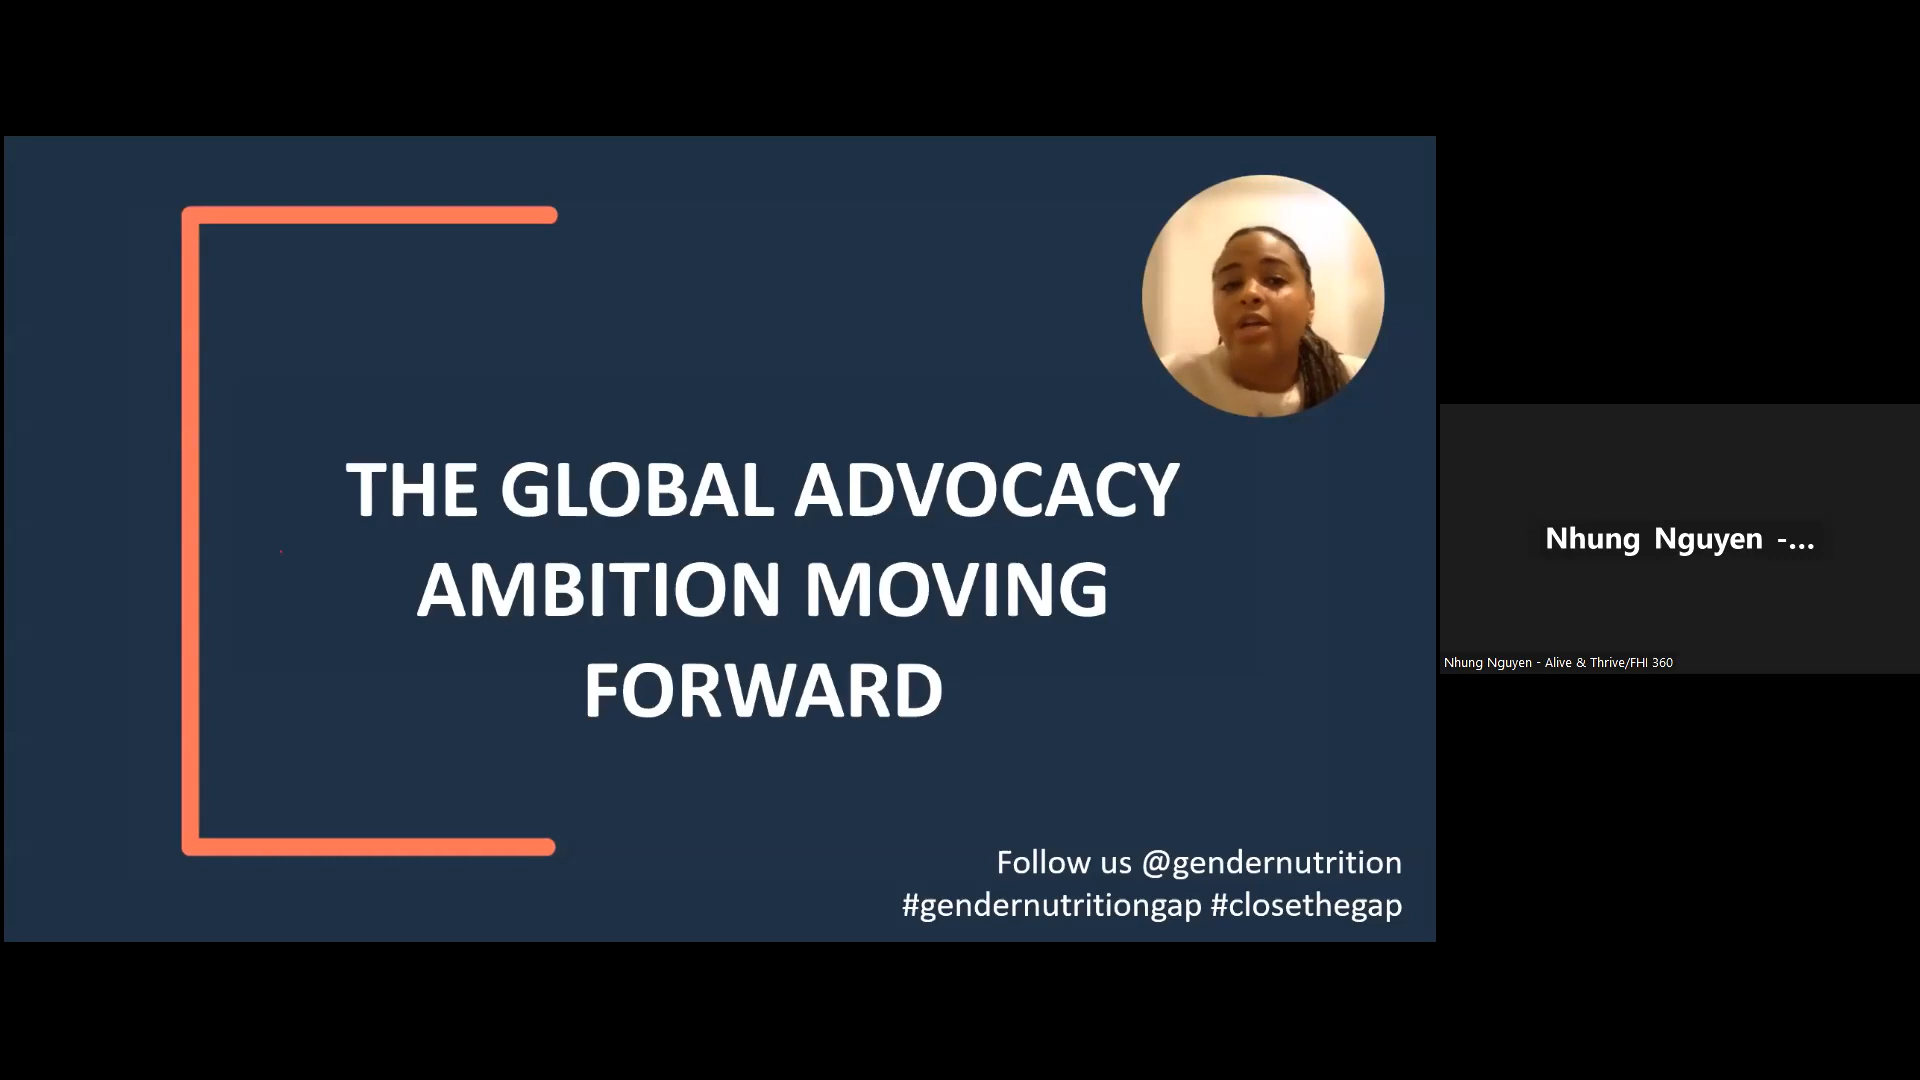 THE GLOBAL ADVOCACY
AMBITION MOVING
FORWARD
Follow us @gendernutrition
#gendernutritiongap #closethegap
Nhung Nguyen -...
Nhung Nguyen - Alive & Thrive/FHI 360